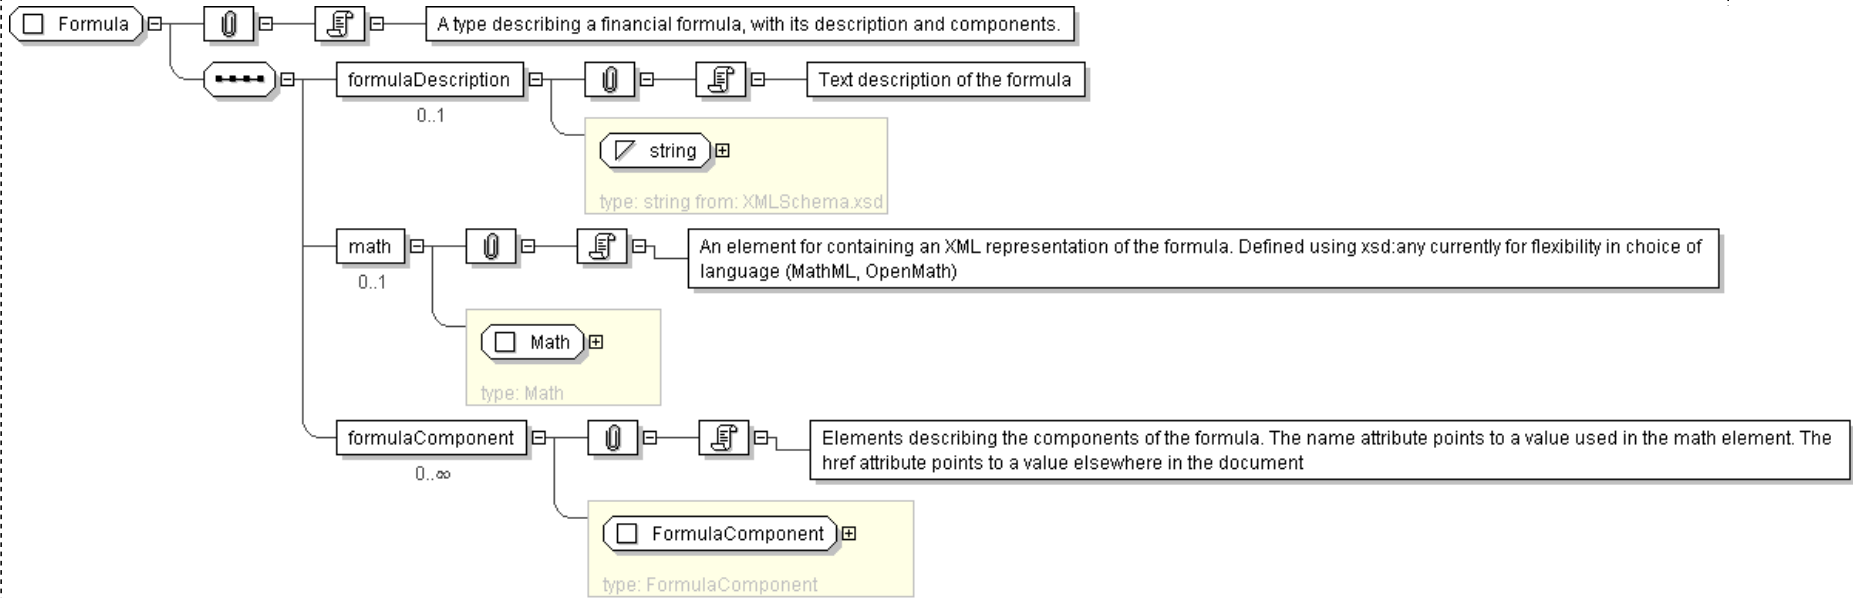 Formula
A type describing a financial formula, with its description and components.
formulaDescription
Text description of the formula
0..1
string
type: string from: XMLSchema.xsd
math
An element for containing an XML representation of the formula. Defined using xsd:any currently for flexibility in choice of
language (MathML, OpenMath)
0..1
Math
type: Math
formulaComponent
Elements describing the components of the formula. The name attribute points to a value used in the math element. The
href attribute points to a value elsewhere in the document
0..∞
FormulaComponent
type: FormulaComponent